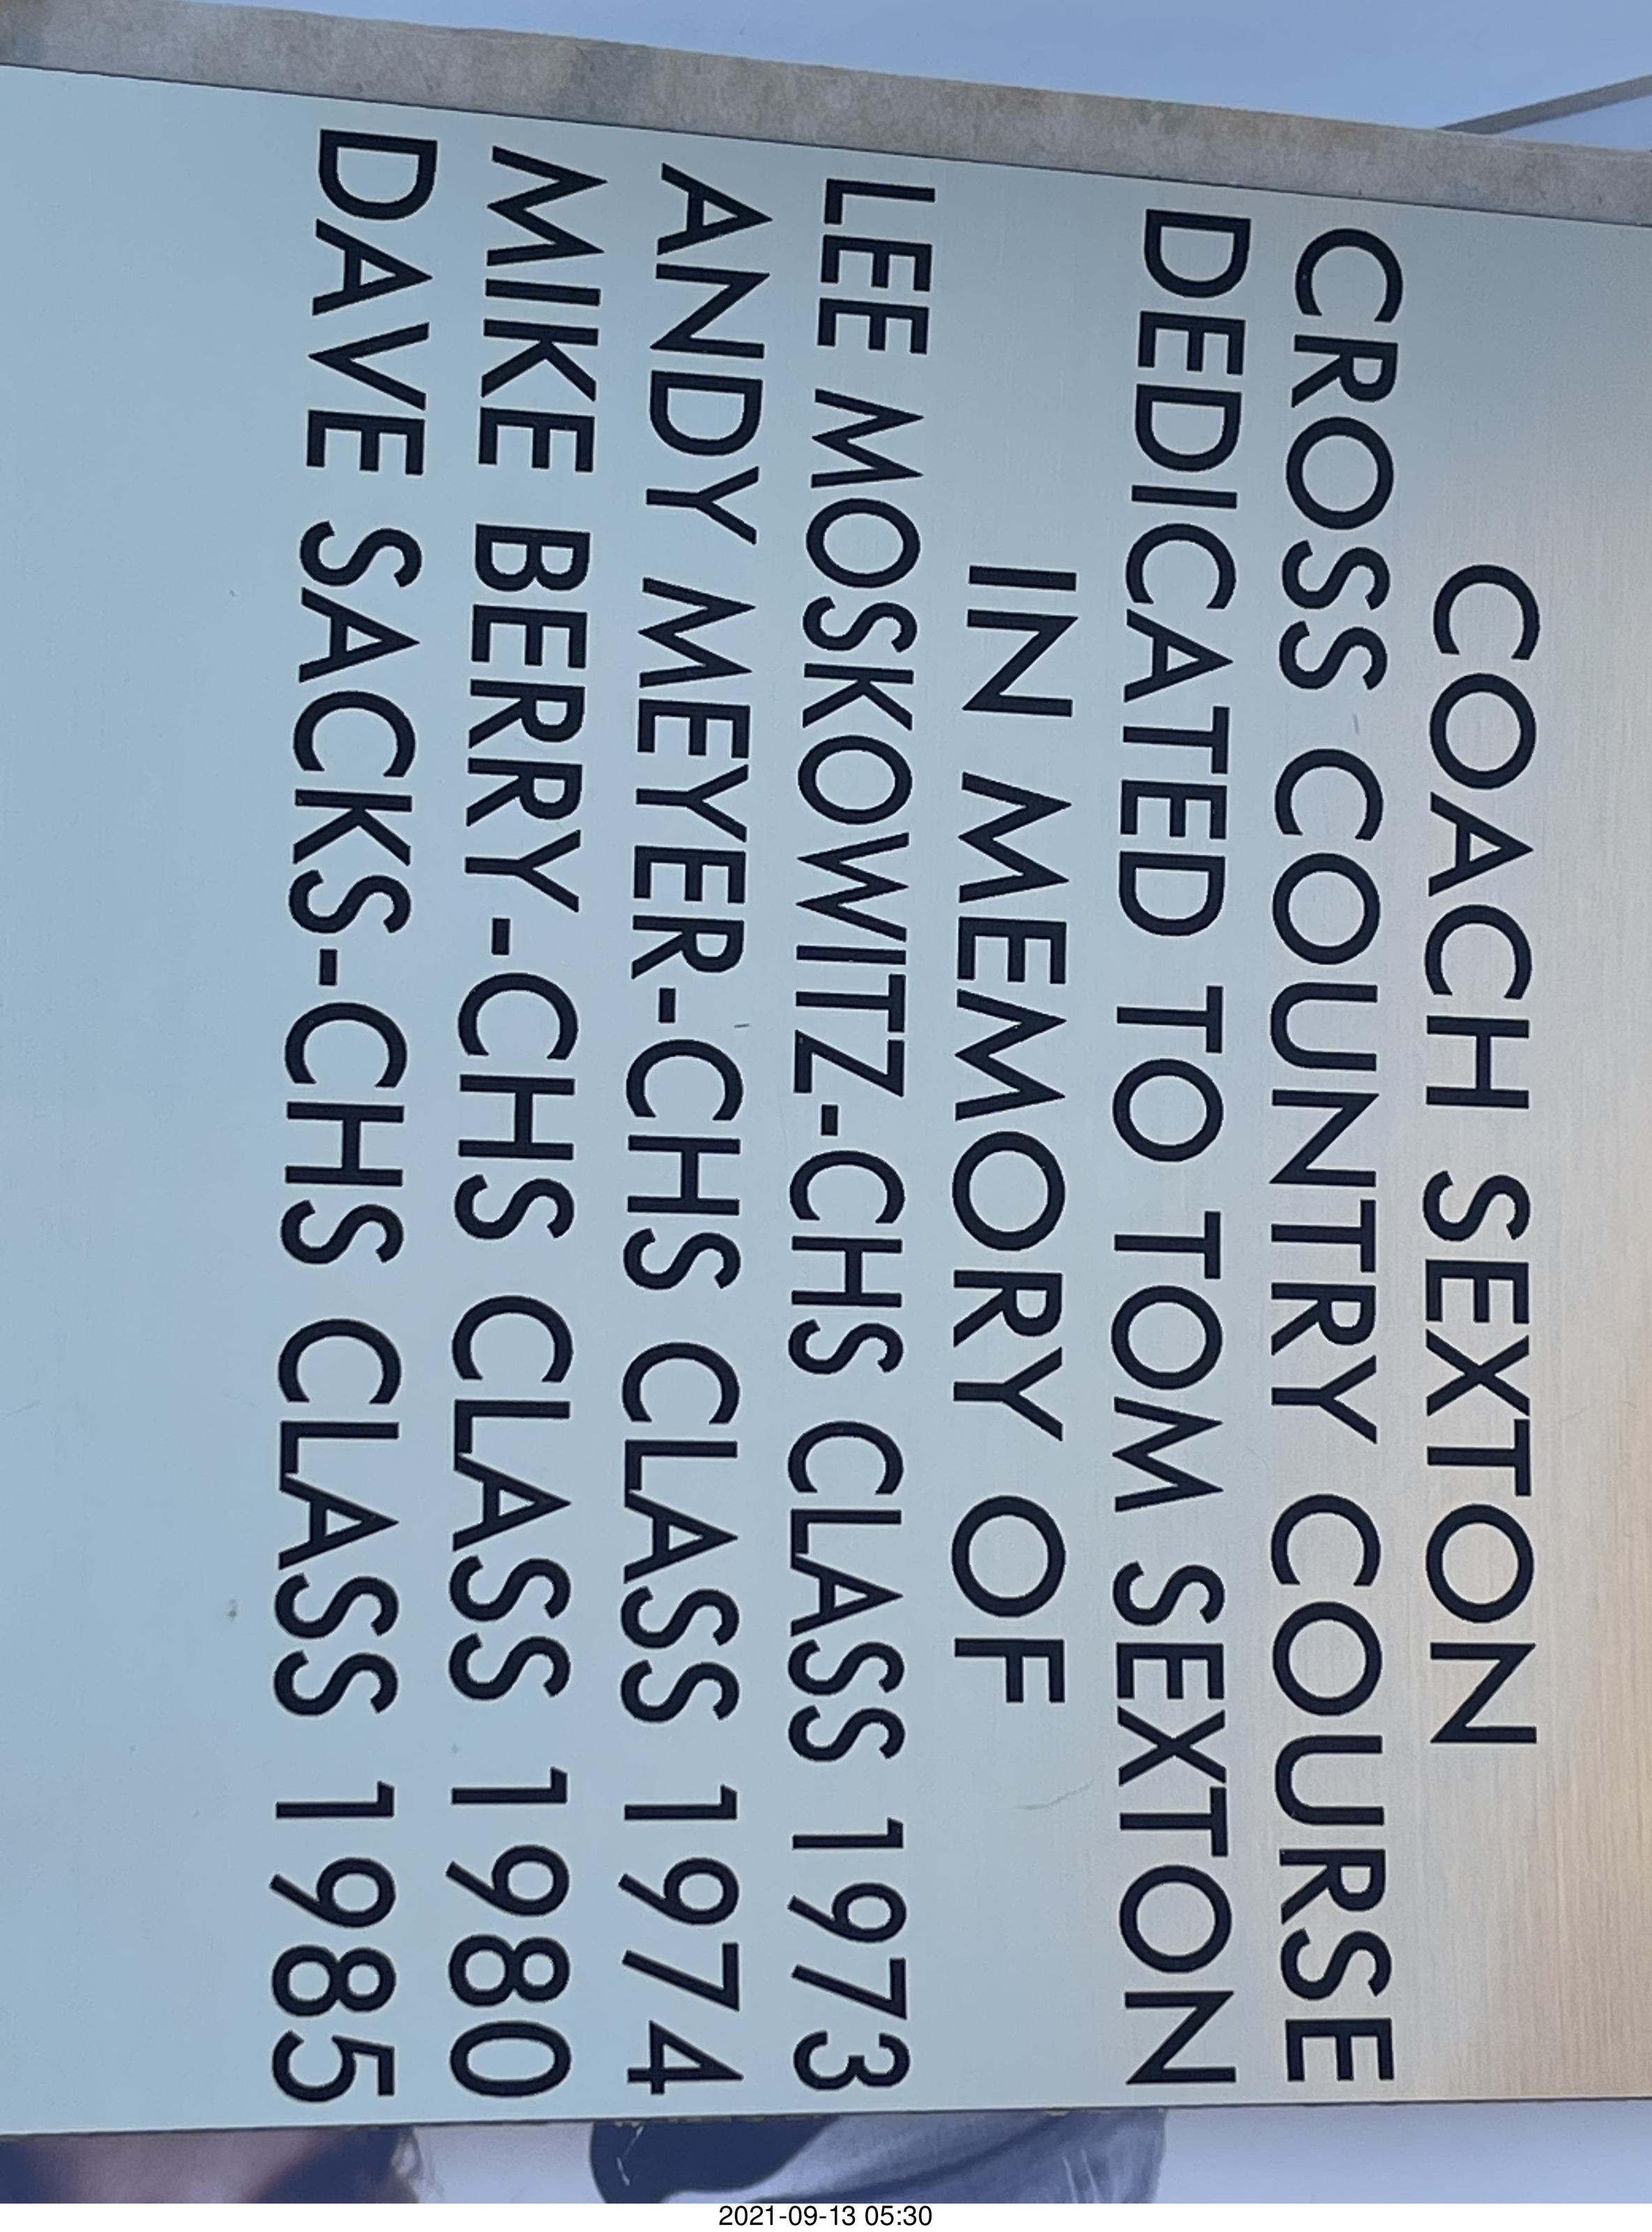 COACH SEXTON
CROSS COUNTRY COURSE
DEDICATED TO TOM SEXTON
IN MEMORY OF
LEE MOSKOWITZ-CHS CLASS 1973
ANDY MEYER-CHS CLASS 1974
MIKE BERRY-CHS CLASS 1980
DAVE SACKS-CHS CLASS 1985
2021-09-13 05:30